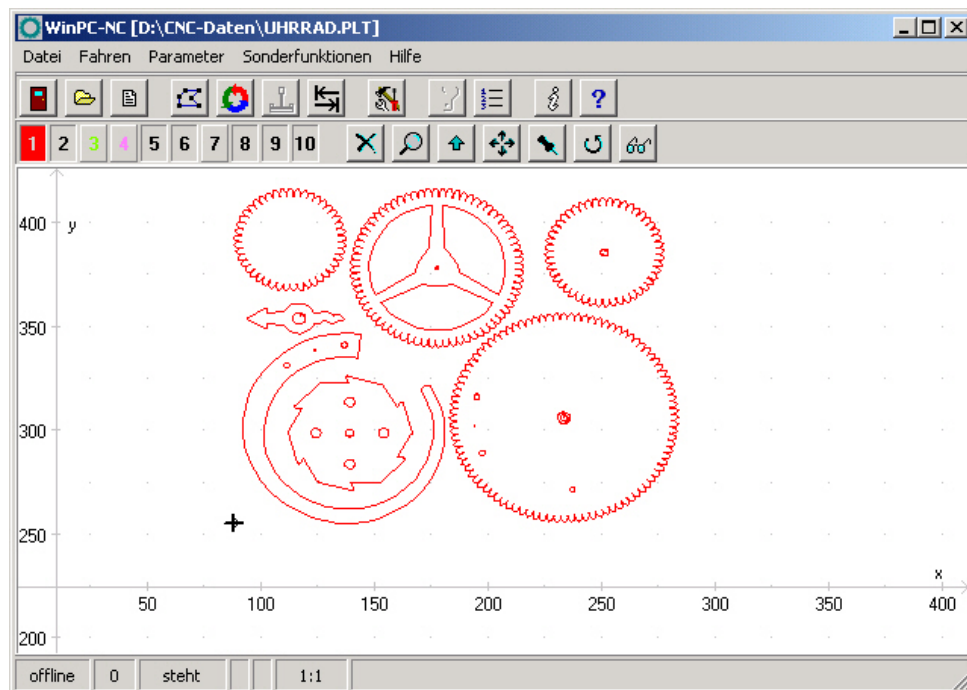 WinPC-NC [D:\CNC-Daten\UHRRAD.PLT]
Datei Fahren Parameter Sonderfunktionen Hilfe
1 2 3 4 5 6 7 8 9 10
400 y
350
300
250
x
50 100 150 200 250 300 350 400
200
offline 0 steht 1:1